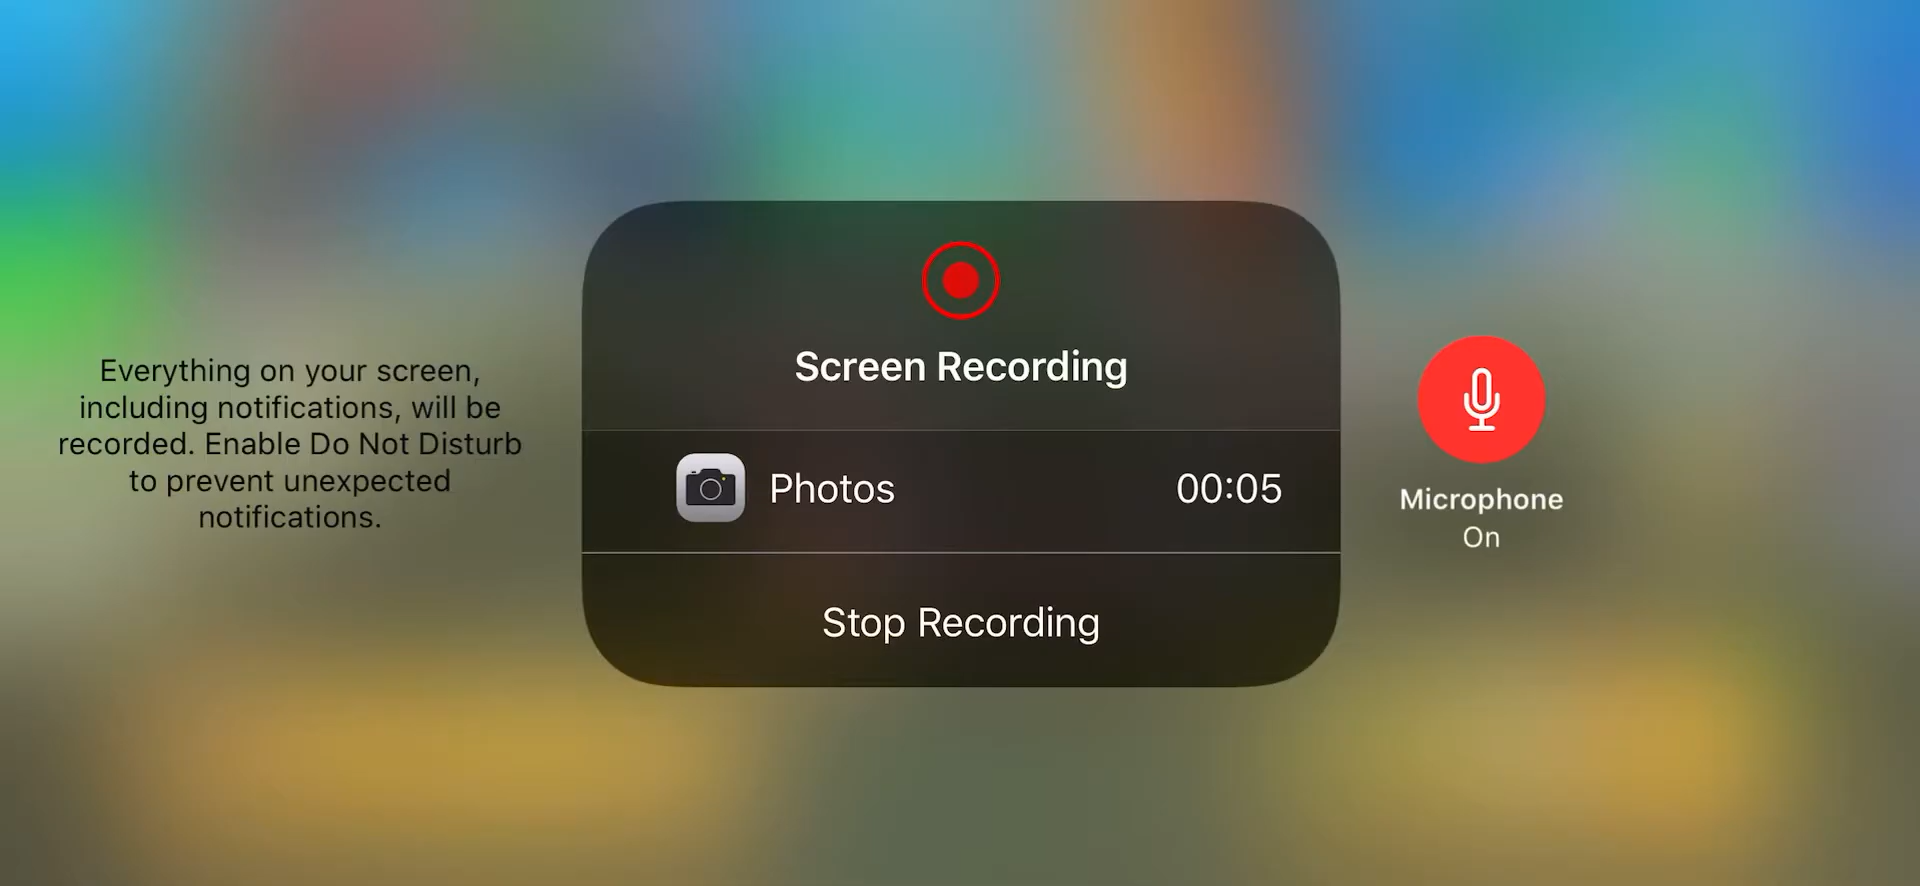 Everything on your screen,
including notifications, will be
recorded. Enable Do Not Disturb
to prevent unexpected
notifications.
Screen Recording
Photos 00:05
Stop Recording
Microphone
On